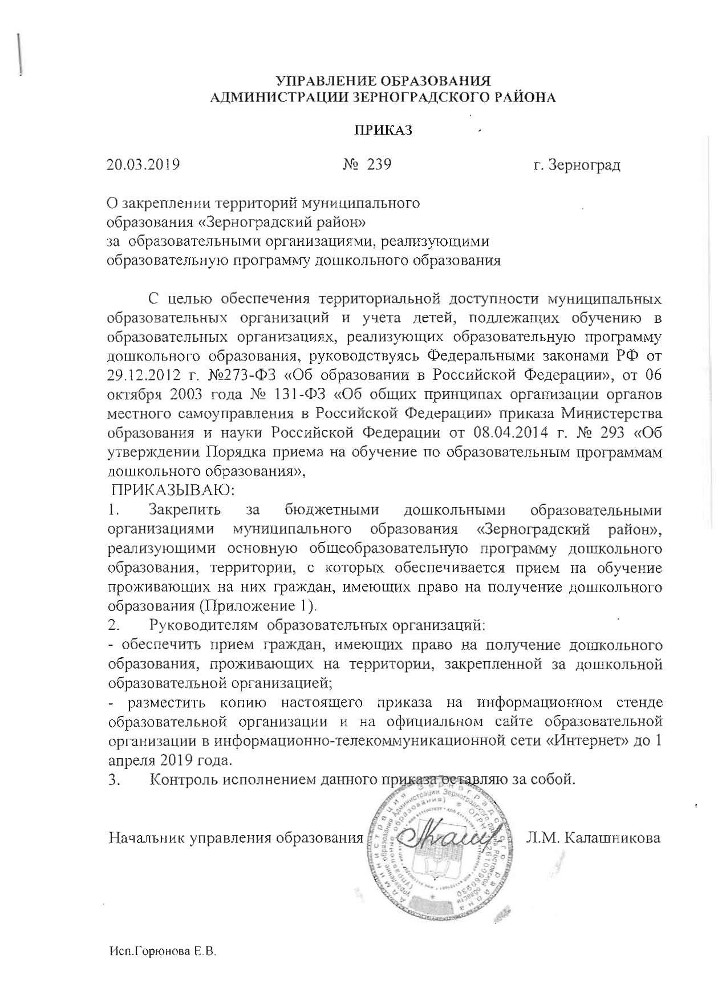 УПРАВЛЕНИЕ ОБРАЗОВАНИЯ
АДМИНИСТРАЦИИ ЗЕРНОГРАДСКОГО РАЙОНА
ПРИКАЗ
20.03.2019 № 239 г. Зерноград
О закреплении территорий муниципального
образования «Зерноградский район»
за образовательными организациями, реализующими
образовательную программу дошкольного образования
С целью обеспечения территориальной доступности муниципальных
образовательных организаций и учета детей, подлежащих обучению в
образовательных организациях, реализующих образовательную программу
дошкольного образования, руководствуясь Федеральными законами РФ от
29.12.2012 г. №273-ФЗ «Об образовании в Российской Федерации», от 06
октября 2003 года № 131-ФЗ «Об общих принципах организации органов
местного самоуправления в Российской Федерации» приказа Министерства
образования и науки Российской Федерации от 08.04.2014 г. № 293 «Об
утверждении Порядка приема на обучение по образовательным программам
дошкольного образования»,
ПРИКАЗЫВАЮ:
1. Закрепить за бюджетными дошкольными образовательными
организациями муниципального образования «Зерноградский район»,
реализующими основную общеобразовательную программу дошкольного
образования, территории, с которых обеспечивается прием на обучение
проживающих на них граждан, имеющих право на получение дошкольного
образования (Приложение 1).
2. Руководителям образовательных организаций:
- обеспечить прием граждан, имеющих право на получение дошкольного
образования, проживающих на территории, закрепленной за дошкольной
образовательной организацией;
- разместить копию настоящего приказа на информационном стенде
образовательной организации и на официальном сайте образовательной
организации в информационно-телекоммуникационной сети «Интернет» до 1
апреля 2019 года.
3. Контроль исполнением данного приказа оставляю за собой.
Начальник управления образования Л.М. Калашникова
Администрация Зерноградского района
Исп.Горюнова Е.В.